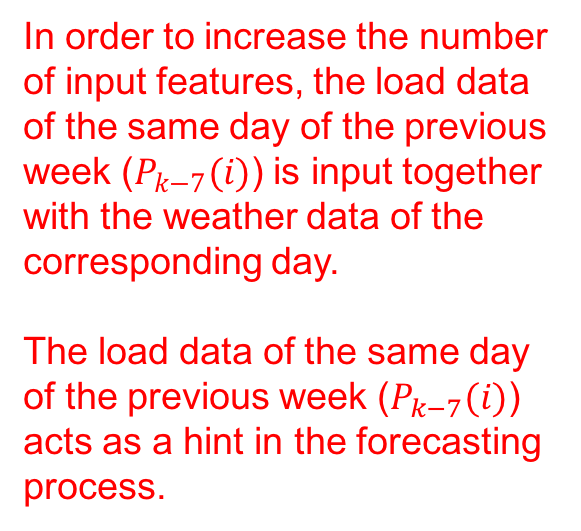 In order to increase the number
of input features, the load data
of the same day of the previous
week (𝑃𝑘−7(𝑖)) is input together
with the weather data of the
corresponding day.
The load data of the same day
of the previous week (𝑃𝑘−7(𝑖))
acts as a hint in the forecasting
process.